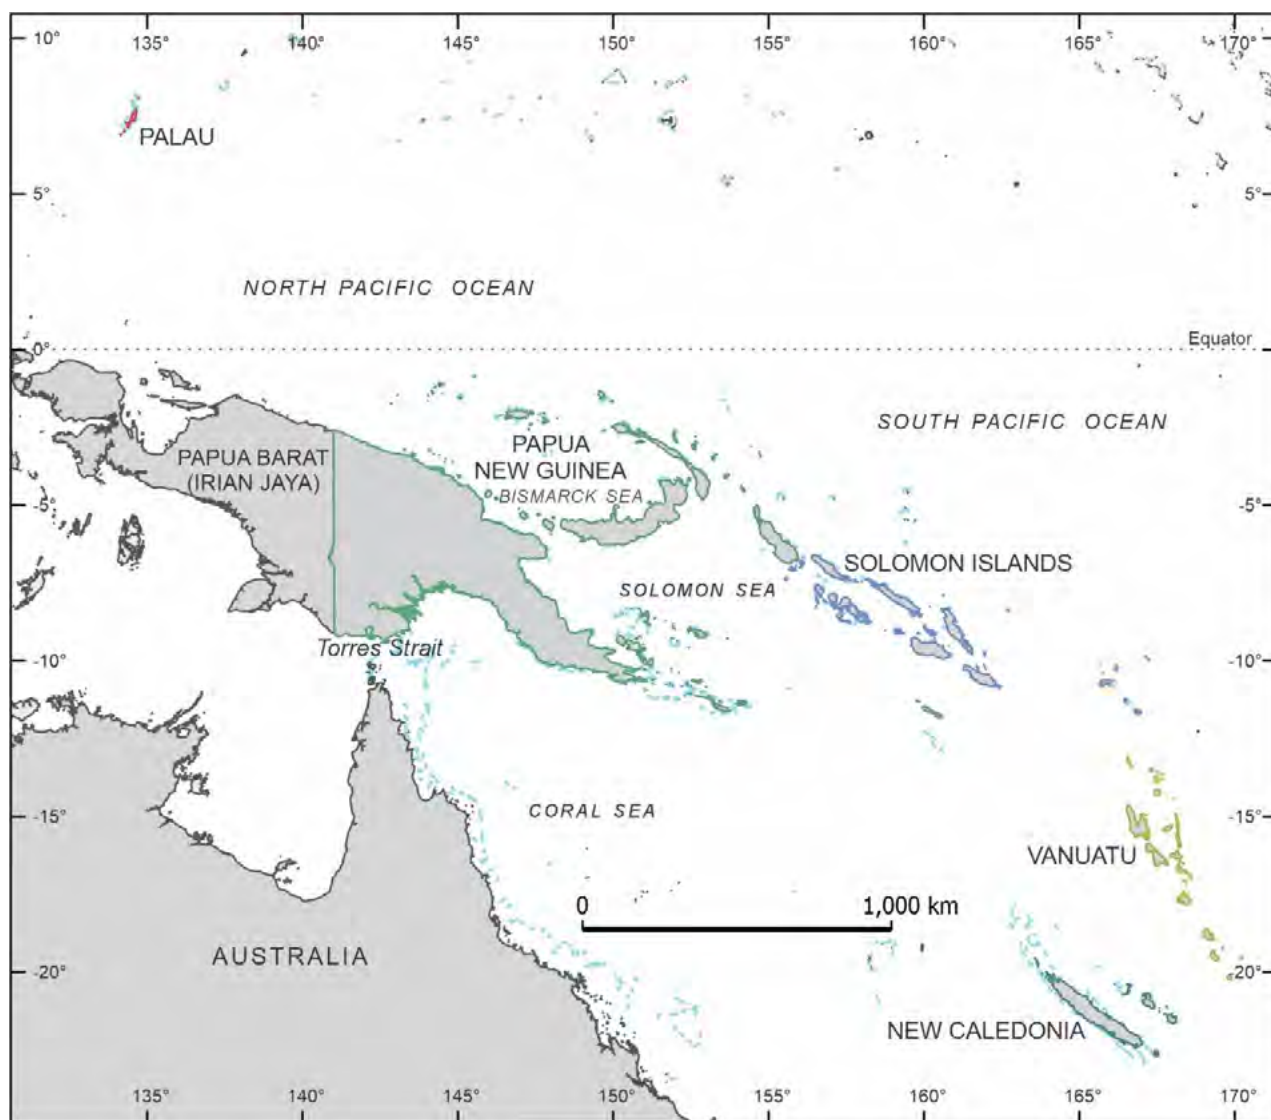 135° 140° 145° 150° 155° 160° 165° 170°
10°
PALAU
5° 5°
NORTH PACIFIC OCEAN
Equator
0°
SOUTH PACIFIC OCEAN
PAPUA
NEW GUINEA
PAPUA BARAT
(IRIAN JAYA)
BISMARCK SEA
-5° -5°
SOLOMON ISLANDS
SOLOMON SEA
Torres Strait
-10° -10°
CORAL SEA
-15° -15°
VANUATU
0 1,000 km
AUSTRALIA
-20° -20°
NEW CALEDONIA
135° 140° 145° 150° 155° 160° 165° 170°